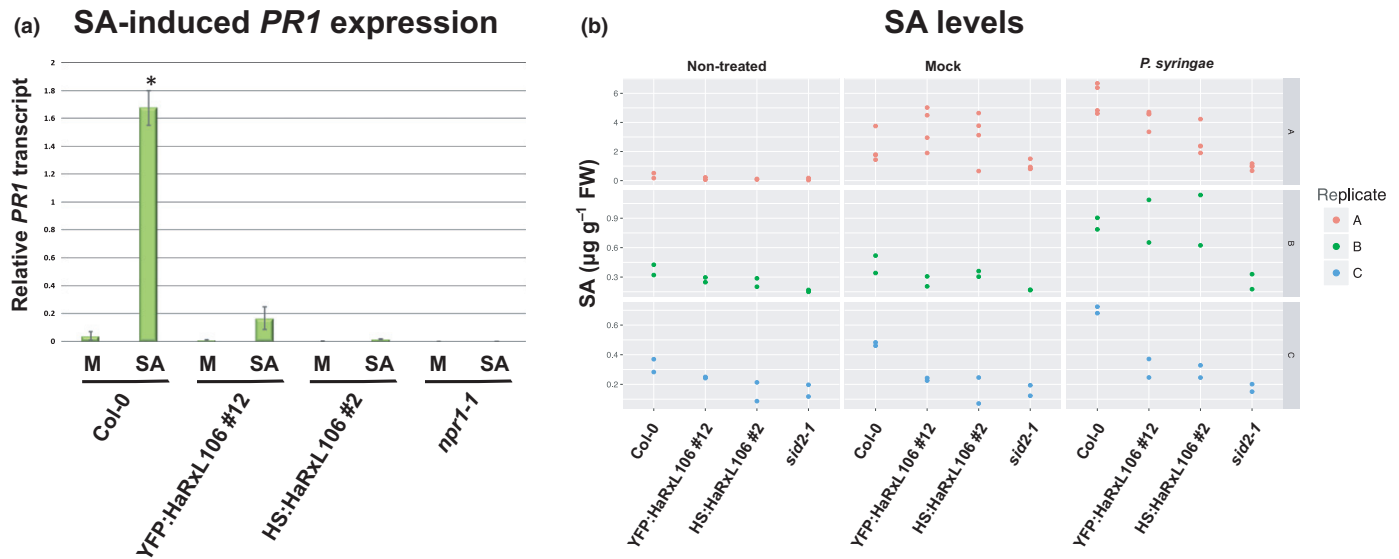 (a) SA-induced PR1 expression
Relative PR1 transcript
2
1.8
1.6
1.4
1.2
1
0.8
0.6
0.4
0.2
0
*
M SA M SA M SA M SA
Col-0
YFP:HaRxL106 #12
HS:HaRxL106 #2
npr1-1
(b) SA levels
Non-treated Mock P. syringae
SA (µg g⁻¹ FW)
6
4
2
0
A
0.9
0.6
0.3
B
0.6
0.4
0.2
C
Col-0
YFP:HaRxL106 #12
HS:HaRxL106 #2
sid2-1
Col-0
YFP:HaRxL106 #12
HS:HaRxL106 #2
sid2-1
Col-0
YFP:HaRxL106 #12
HS:HaRxL106 #2
sid2-1
Replicate
A
B
C